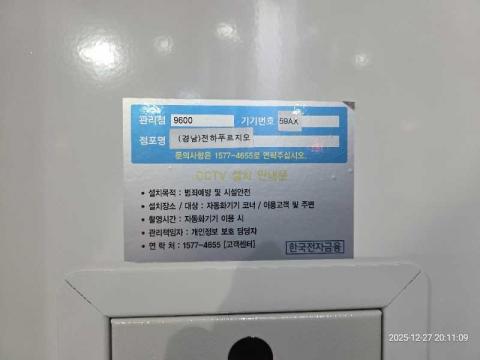 관리점 9600 기기번호 59AX
점포명 (경남)전하푸르지오
문의사항은 1577-4655로 연락주십시오.
CCTV 설치 안내문
• 설치목적 : 범죄예방 및 시설안전
• 설치장소 / 대상 : 자동화기기 코너 / 이용고객 및 주변
• 촬영시간 : 자동화기기 이용 시
• 관리책임자 : 개인정보 보호 담당자
• 연 락 처 : 1577-4655 [고객센터]
한국전자금융
2025-12-27 20:11:09